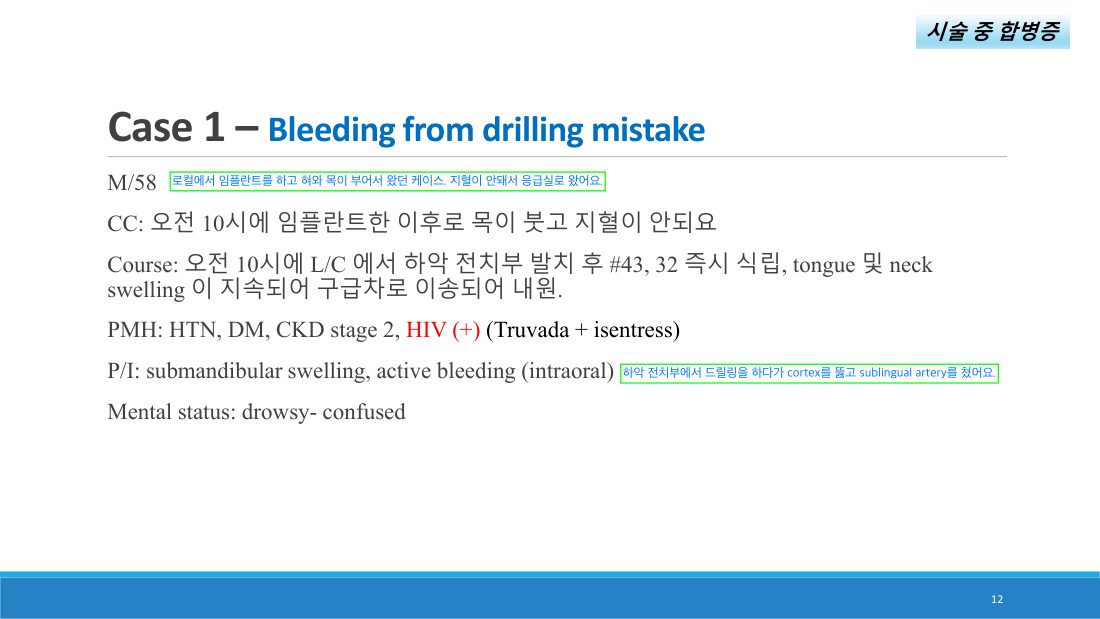 시술 중 합병증
Case 1 – Bleeding from drilling mistake
M/58 로컬에서 임플란트를 하고 혀와 목이 부어서 왔던 케이스. 지혈이 안돼서 응급실로 왔어요.
CC: 오전 10시에 임플란트한 이후로 목이 붓고 지혈이 안되요
Course: 오전 10시에 L/C 에서 하악 전치부 발치 후 #43, 32 즉시 식립, tongue 및 neck
swelling 이 지속되어 구급차로 이송되어 내원.
PMH: HTN, DM, CKD stage 2, HIV (+) (Truvada + isentress)
P/I: submandibular swelling, active bleeding (intraoral) 하악 전치부에서 드릴링을 하다가 cortex를 뚫고 sublingual artery를 쳤어요.
Mental status: drowsy- confused
12